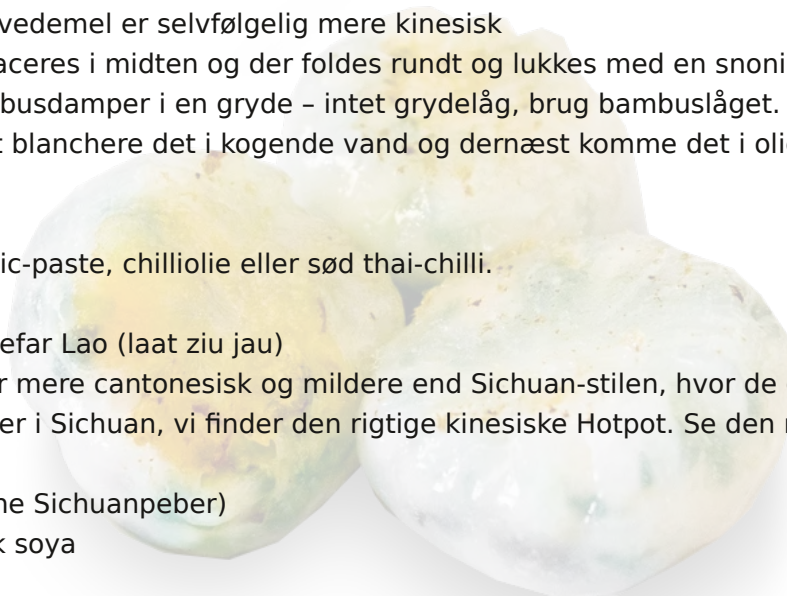 vedemel er selvfølgelig mere kinesisk
aceres i midten og der foldes rundt og lukkes med en snoni
busdamper i en gryde – intet grydelåg, brug bambuslåget.
t blanchere det i kogende vand og dernæst komme det i oli
ic-paste, chilliolie eller sød thai-chilli.
efar Lao (laat ziu jau)
r mere cantonesisk og mildere end Sichuan-stilen, hvor de
er i Sichuan, vi finder den rigtige kinesiske Hotpot. Se den
ne Sichuanpeber)
k soya